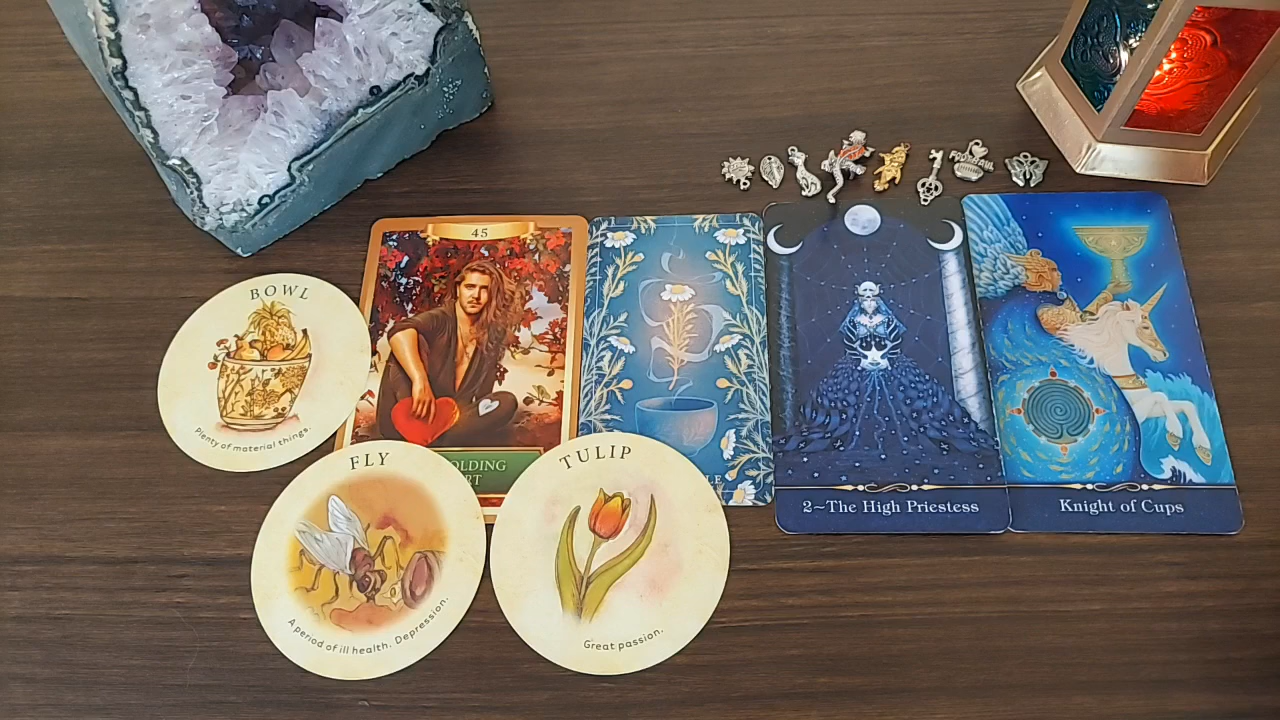 FOOTBALL
45
BOWL
Plenty of material things.
FLY
A period of ill health. Depression.
TULIP
Great passion.
2~The High Priestess
Knight of Cups